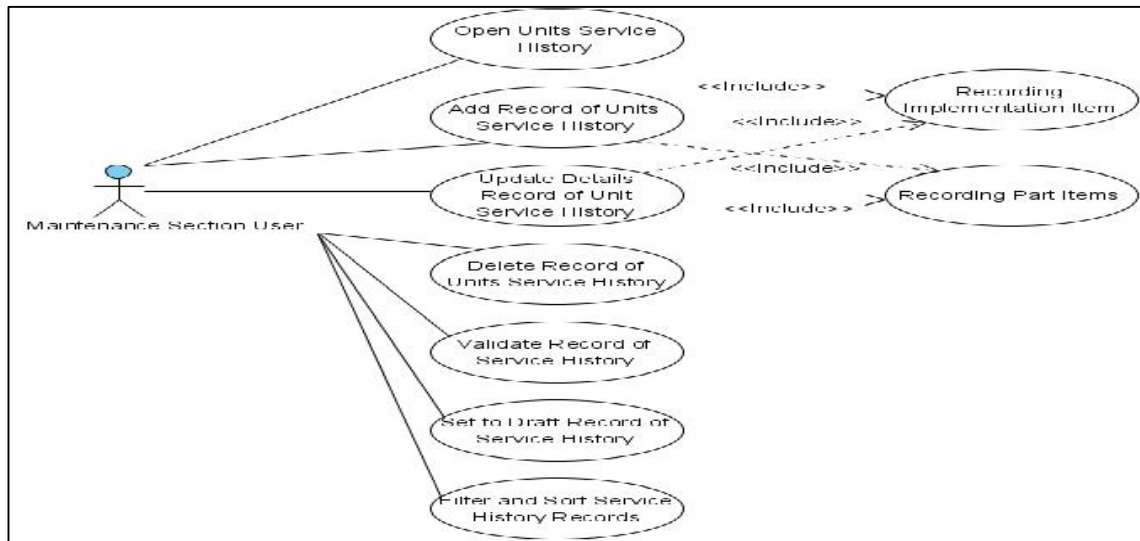 Open Units Service
History
Add Record of Units
Service History
<<Include>>
Recording
Implementation Item
<<Include>>
Update Details
Record of Unit
Service History
<<Include>>
Recording Part Items
<<Include>>
Maintenance Section User
Delete Record of
Units Service History
Validate Record of
Service History
Set to Draft Record of
Service History
Filter and Sort Service
History Records